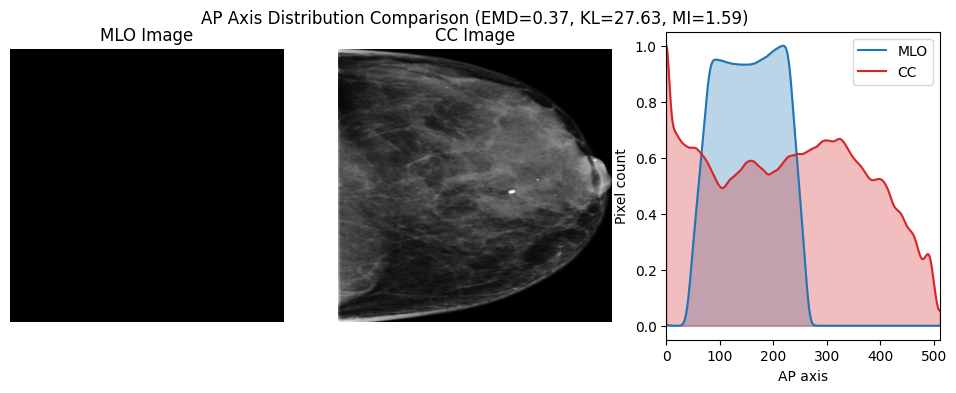 AP Axis Distribution Comparison (EMD=0.37, KL=27.63, MI=1.59)
MLO Image
CC Image
MLO
CC
Pixel count
1.0
0.8
0.6
0.4
0.2
0.0
0 100 200 300 400 500
AP axis